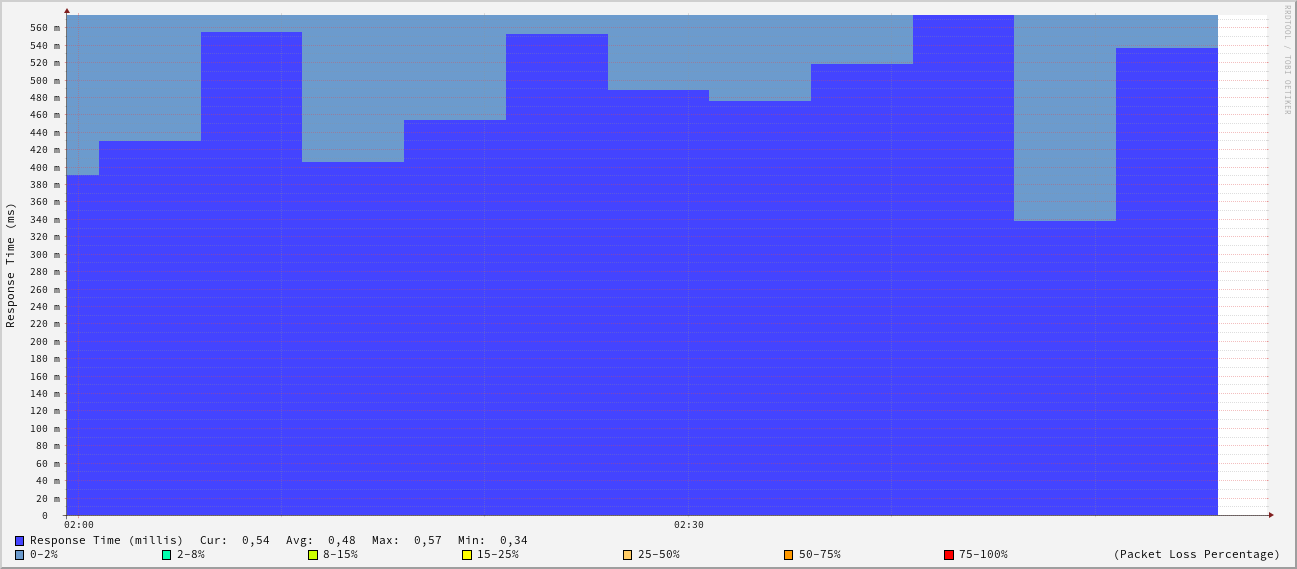 RRDTOOL / TOBI OETIKER
Response Time (ms)
560 m
540 m
520 m
500 m
480 m
460 m
440 m
420 m
400 m
380 m
360 m
340 m
320 m
300 m
280 m
260 m
240 m
220 m
200 m
180 m
160 m
140 m
120 m
100 m
80 m
60 m
40 m
20 m
0
02:00 02:30
Response Time (millis) Cur: 0,54 Avg: 0,48 Max: 0,57 Min: 0,34
0-2% 2-8% 8-15% 15-25% 25-50% 50-75% 75-100% (Packet Loss Percentage)